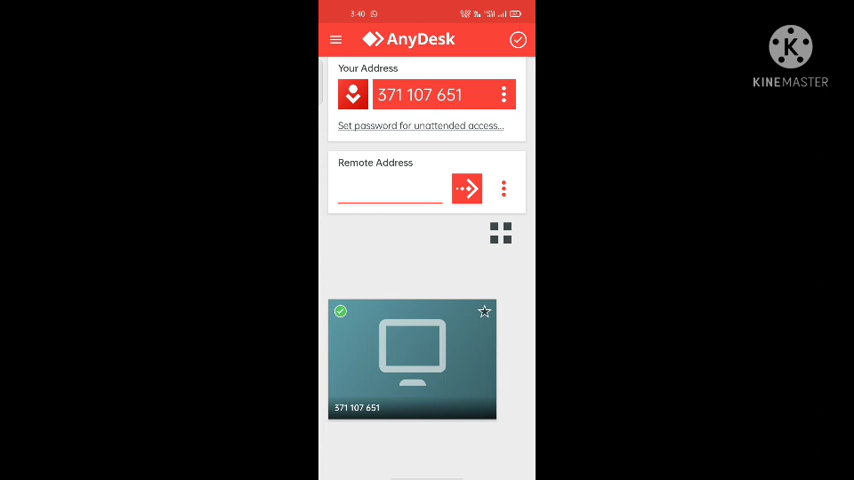 3:40
AnyDesk
Your Address
371 107 651
Set password for unattended access...
Remote Address
371 107 651
K
KINEMASTER